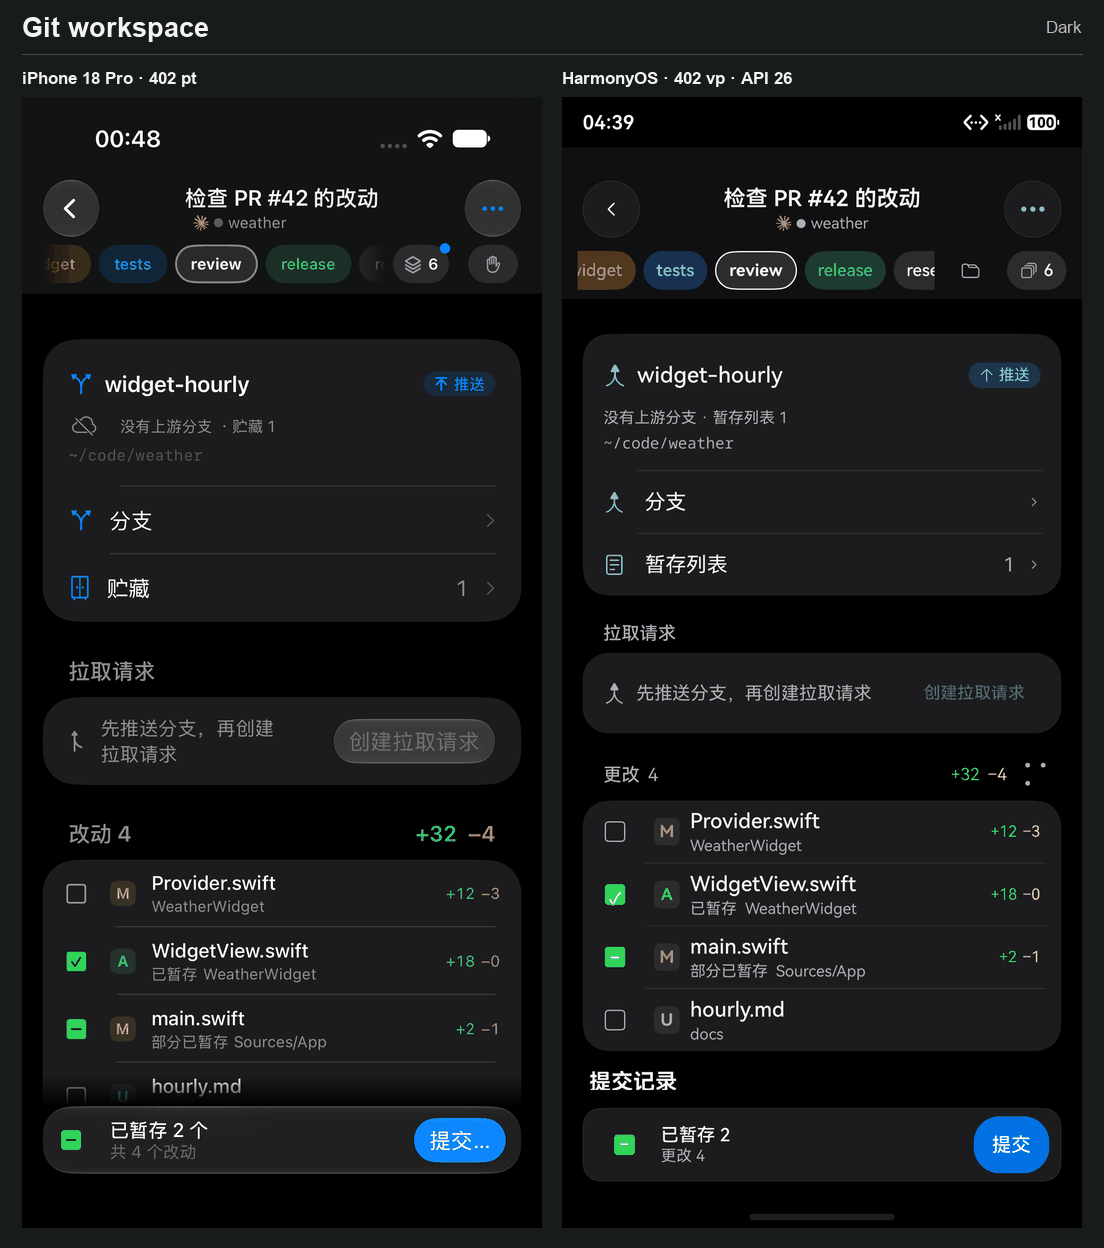 Git workspace
Dark
iPhone 18 Pro · 402 pt
00:48
检查 PR #42 的改动
weather
dget
tests
review
release
6
widget-hourly
推送
没有上游分支 · 贮藏 1
~/code/weather
分支
贮藏
1
拉取请求
先推送分支，再创建
拉取请求
创建拉取请求
改动 4
+32 −4
M
Provider.swift
WeatherWidget
+12 −3
A
WidgetView.swift
已暂存 WeatherWidget
+18 −0
M
main.swift
部分已暂存 Sources/App
+2 −1
U
hourly.md
已暂存 2 个
共 4 个改动
提交...
HarmonyOS · 402 vp · API 26
04:39
100
检查 PR #42 的改动
weather
vidget
tests
review
release
rese
6
widget-hourly
推送
没有上游分支 · 暂存列表 1
~/code/weather
分支
暂存列表
1
拉取请求
先推送分支，再创建拉取请求
创建拉取请求
更改 4
+32 −4
M
Provider.swift
WeatherWidget
+12 −3
A
WidgetView.swift
已暂存 WeatherWidget
+18 −0
M
main.swift
部分已暂存 Sources/App
+2 −1
U
hourly.md
docs
提交记录
已暂存 2
更改 4
提交